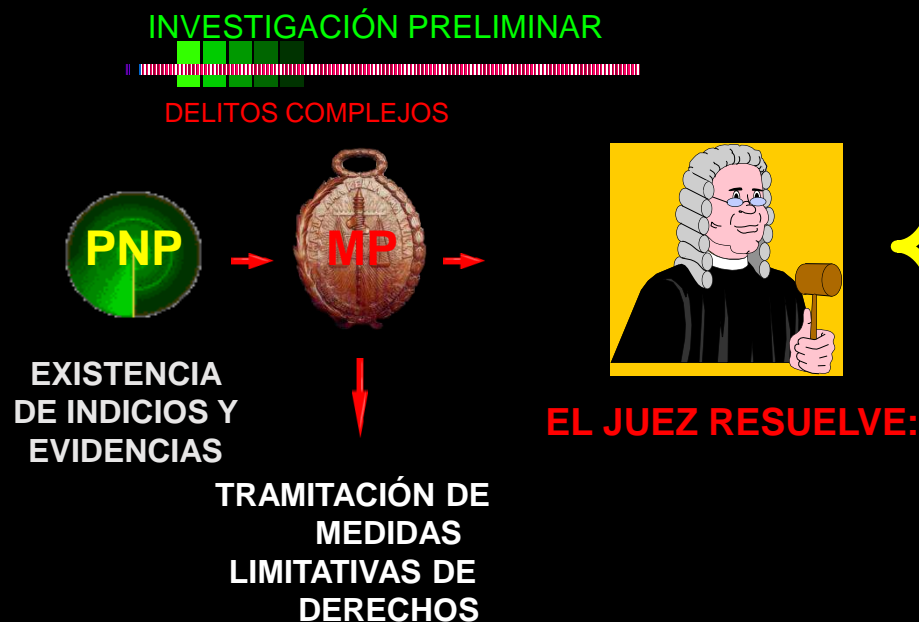 INVESTIGACIÓN PRELIMINAR
DELITOS COMPLEJOS
PNP
MP
EXISTENCIA
DE INDICIOS Y
EVIDENCIAS
EL JUEZ RESUELVE:
TRAMITACIÓN DE
MEDIDAS
LIMITATIVAS DE
DERECHOS